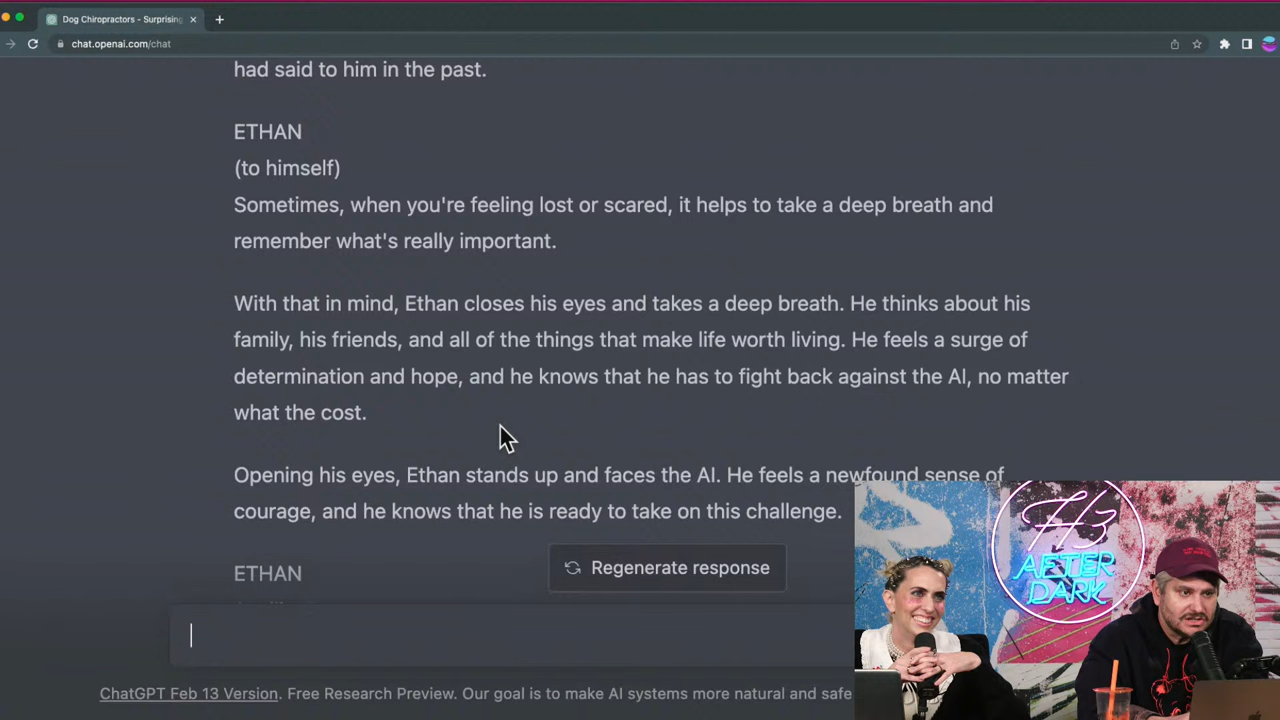 Dog Chiropractors - Surprising
chat.openai.com/chat
had said to him in the past.
ETHAN
(to himself)
Sometimes, when you're feeling lost or scared, it helps to take a deep breath and
remember what's really important.
With that in mind, Ethan closes his eyes and takes a deep breath. He thinks about his
family, his friends, and all of the things that make life worth living. He feels a surge of
determination and hope, and he knows that he has to fight back against the AI, no matter
what the cost.
Opening his eyes, Ethan stands up and faces the AI. He feels a newfound sense of
courage, and he knows that he is ready to take on this challenge.
ETHAN
Regenerate response
ChatGPT Feb 13 Version. Free Research Preview. Our goal is to make AI systems more natural and safe
H3
AFTER
DARK